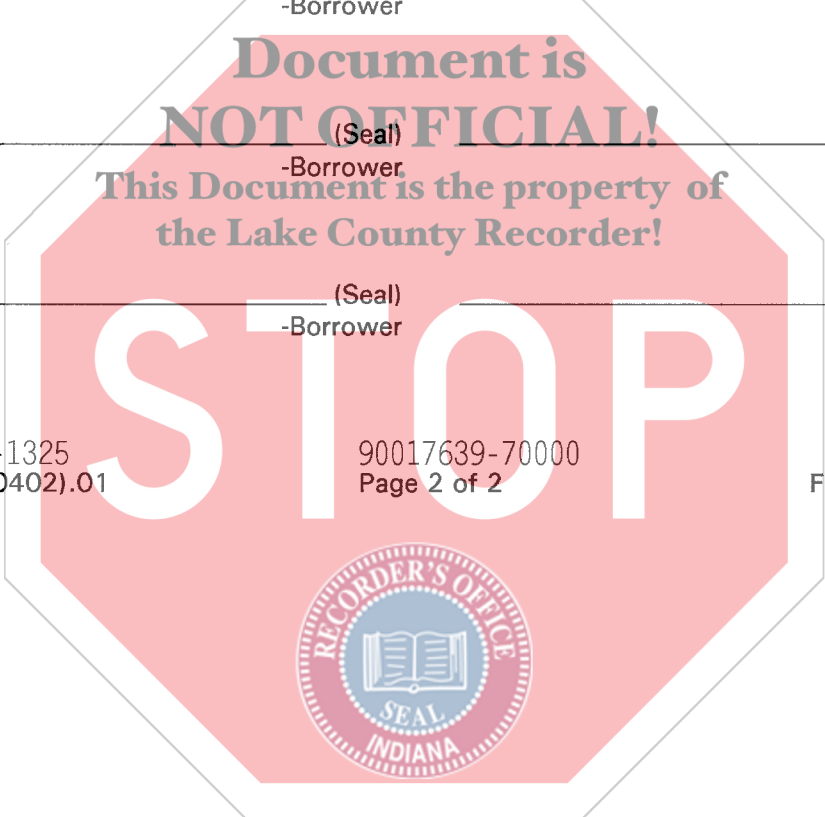 -Borrower
Document is
NOT OFFICIAL!
(Seal)
-Borrower
This Document is the property of
the Lake County Recorder!
(Seal)
-Borrower
STOP
-1325 90017639-70000
0402).01 Page 2 of 2 F
RECORDER'S OFFICE
SEAL
INDIANA